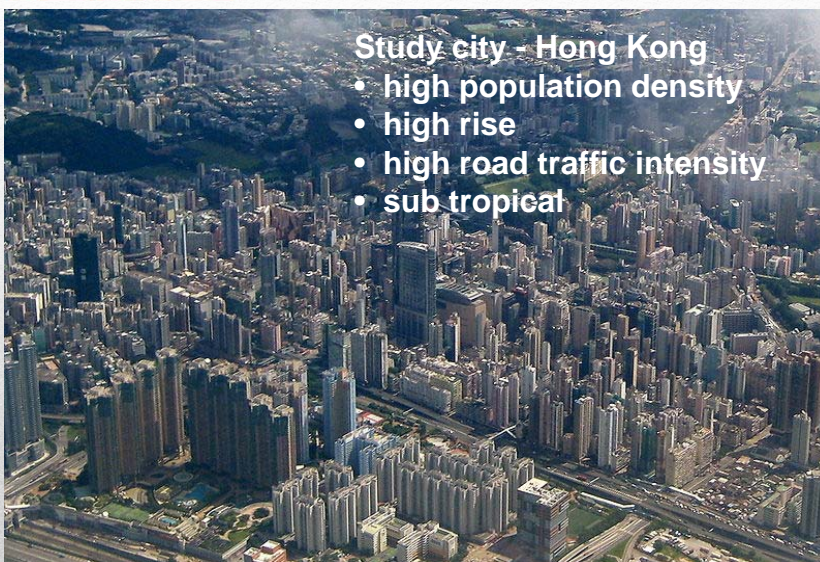 Study city - Hong Kong
• high population density
• high rise
• high road traffic intensity
• sub tropical